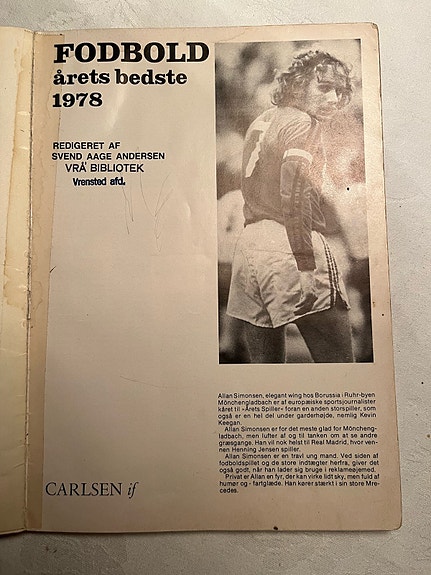 FODBOLD
årets bedste
1978
REDIGERET AF
SVEND AAGE ANDERSEN
VRÅ BIBLIOTEK
Vrensted afd.
7
Allan Simonsen, elegant wing hos Borussia i Ruhr-byen
Mönchengladbach er af europæiske sportsjournalister
kåret til »Årets Spiller« foran en anden storspiller, som
også er en hel del under garderhøjde, nemlig Kevin
Keegan.
Allan Simonsen er for det meste glad for Möncheng-
ladbach, men lufter af og til tanken om at se andre
græsgange. Han vil nok helst til Real Madrid, hvor ven-
nen Henning Jensen spiller.
Allan Simonsen er en travl ung mand. Ved siden af
fodboldspillet og de store indtægter herfra, giver det
også godt, når han lader sig bruge i reklameøjemed.
Privat er Allan en fyr, der kan virke lidt sky, men fuld af
humør og - fartglæde. Han kører stærkt i sin store Mre-
cedes.
CARLSEN if